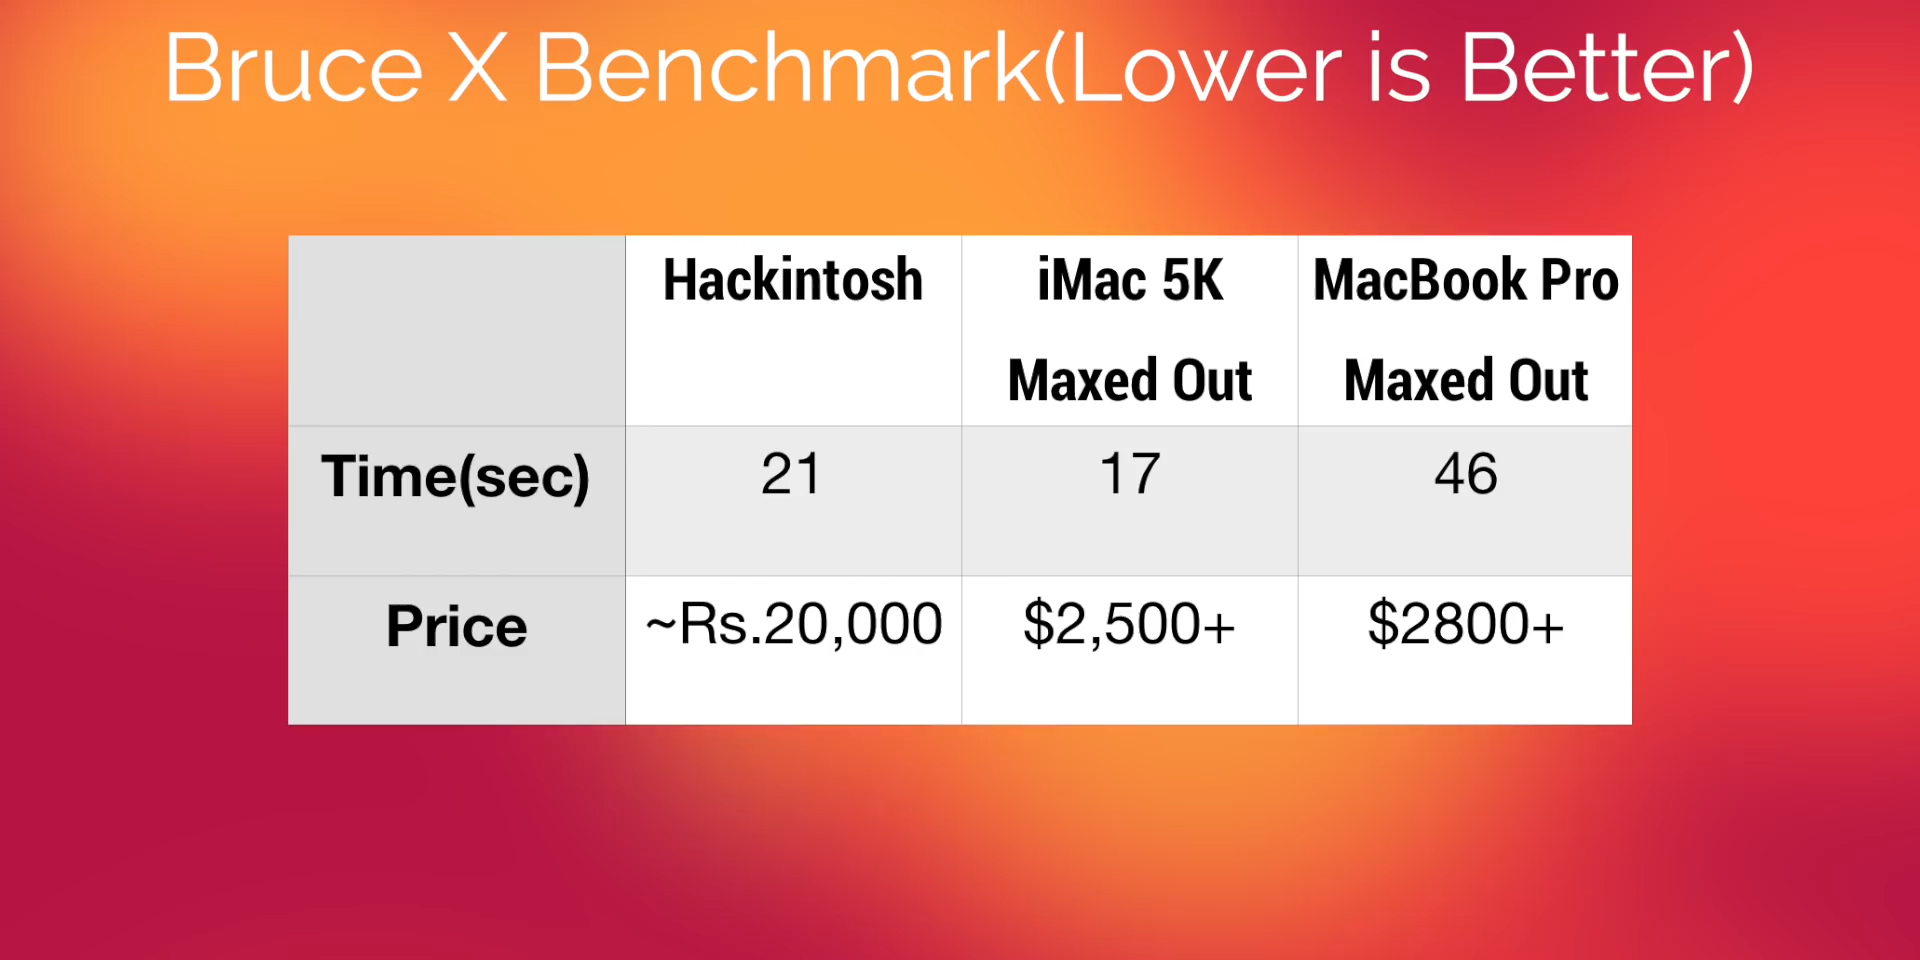 Bruce X Benchmark(Lower is Better)
Hackintosh iMac 5K MacBook Pro
Maxed Out Maxed Out
Time(sec) 21 17 46
Price ~Rs.20,000 $2,500+ $2800+